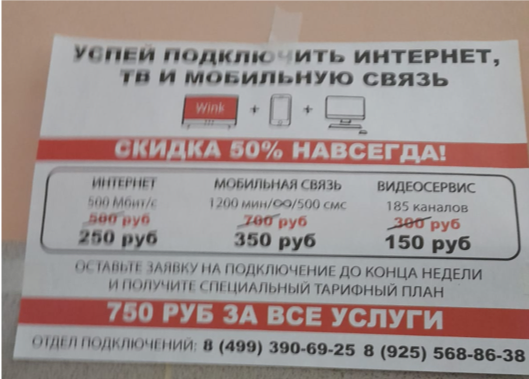 УСПЕЙ ПОДКЛЮЧИТЬ ИНТЕРНЕТ,
ТВ И МОБИЛЬНУЮ СВЯЗЬ
Wink + +
СКИДКА 50% НАВСЕГДА!
ИНТЕРНЕТ МОБИЛЬНАЯ СВЯЗЬ ВИДЕОСЕРВИС
500 Мбит/с 1200 мин/∞/500 смс 185 каналов
500 руб 700 руб 300 руб
250 руб 350 руб 150 руб
ОСТАВЬТЕ ЗАЯВКУ НА ПОДКЛЮЧЕНИЕ ДО КОНЦА НЕДЕЛИ
И ПОЛУЧИТЕ СПЕЦИАЛЬНЫЙ ТАРИФНЫЙ ПЛАН
750 РУБ ЗА ВСЕ УСЛУГИ
ОТДЕЛ ПОДКЛЮЧЕНИЙ: 8 (499) 390-69-25 8 (925) 568-86-38